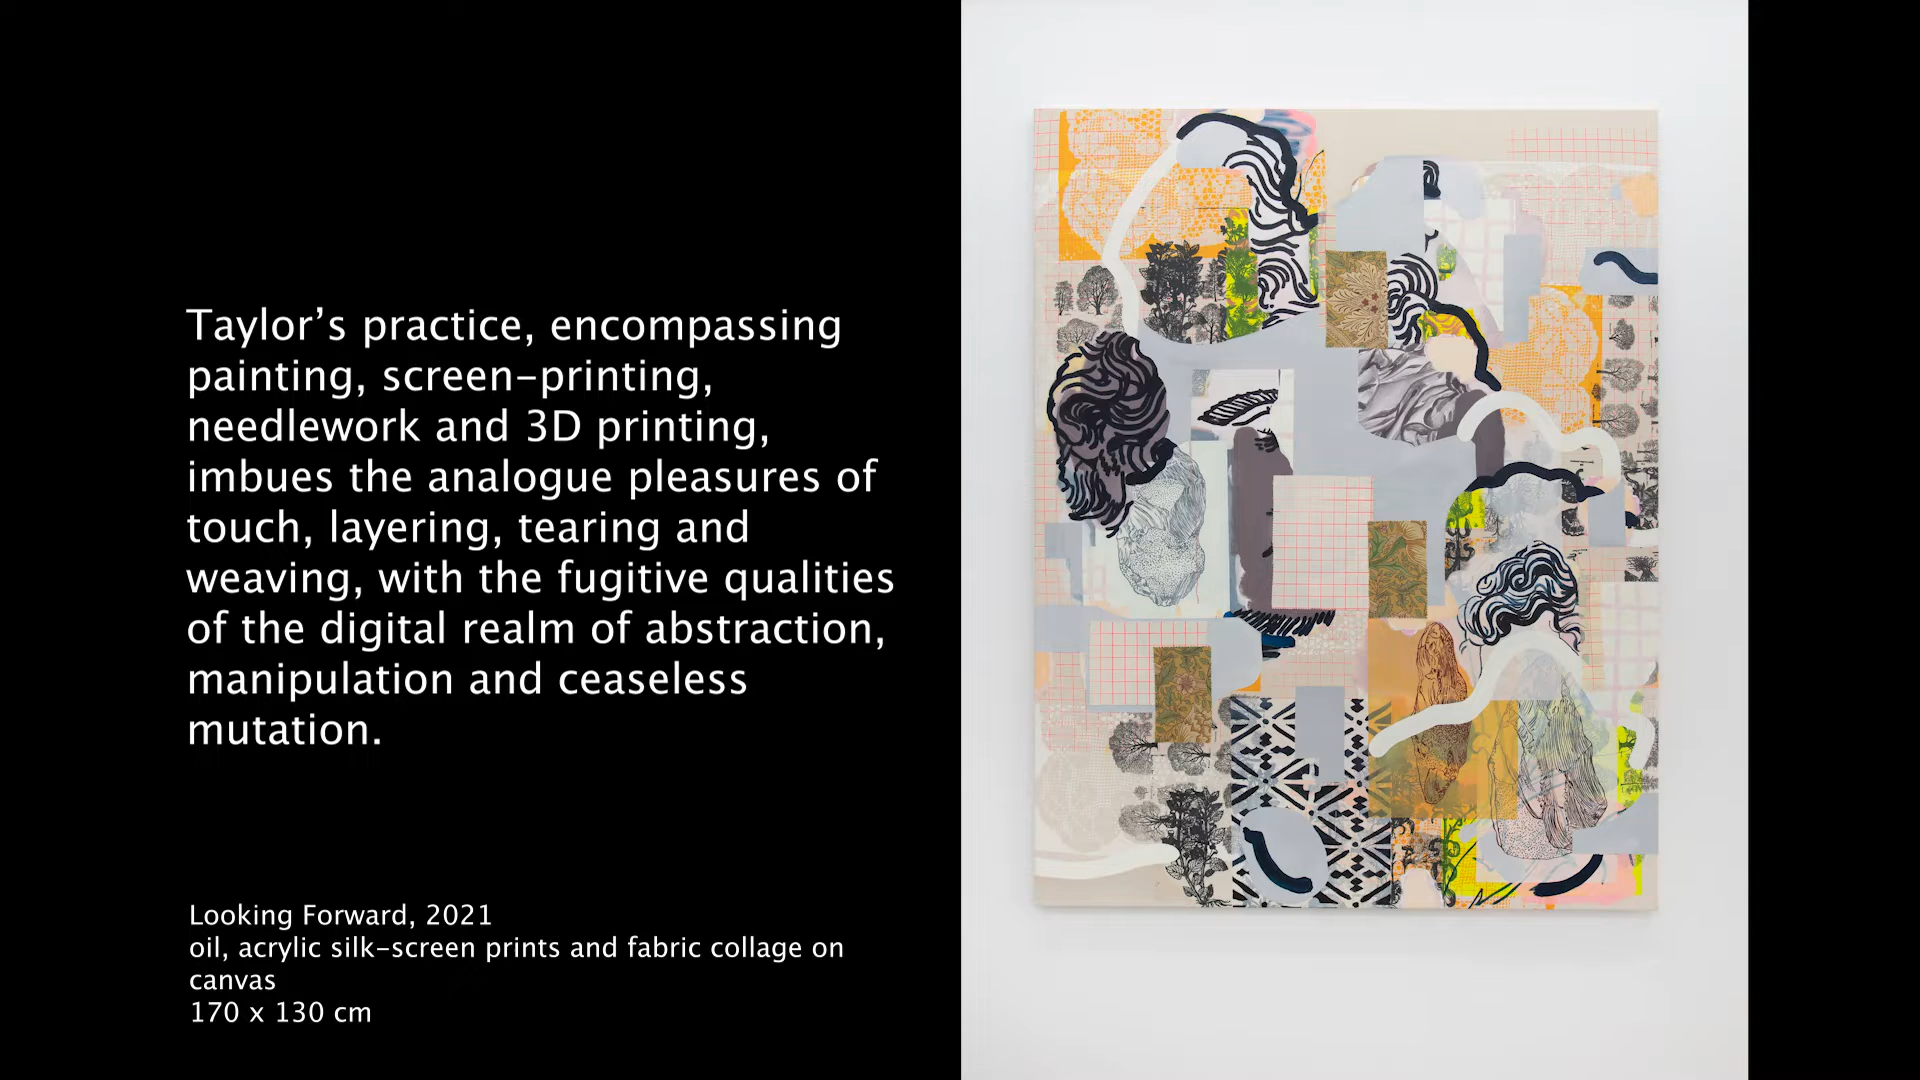 Taylor’s practice, encompassing
painting, screen-printing,
needlework and 3D printing,
imbues the analogue pleasures of
touch, layering, tearing and
weaving, with the fugitive qualities
of the digital realm of abstraction,
manipulation and ceaseless
mutation.
Looking Forward, 2021
oil, acrylic silk-screen prints and fabric collage on
canvas
170 x 130 cm